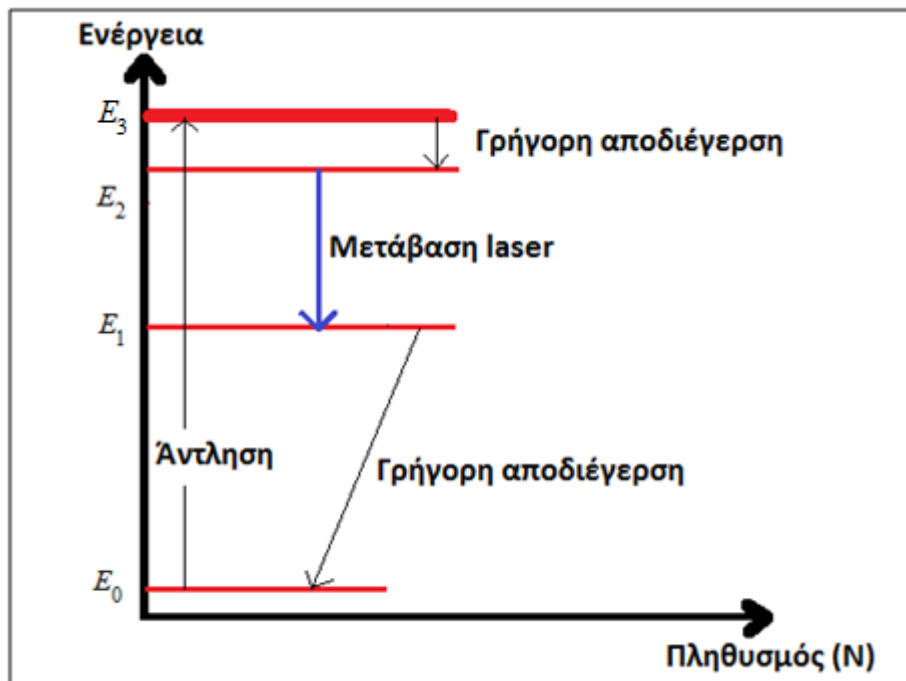 Ενέργεια
E3
Γρήγορη αποδιέγερση
E2
Μετάβαση laser
E1
Άντληση
Γρήγορη αποδιέγερση
E0
Πληθυσμός (Ν)